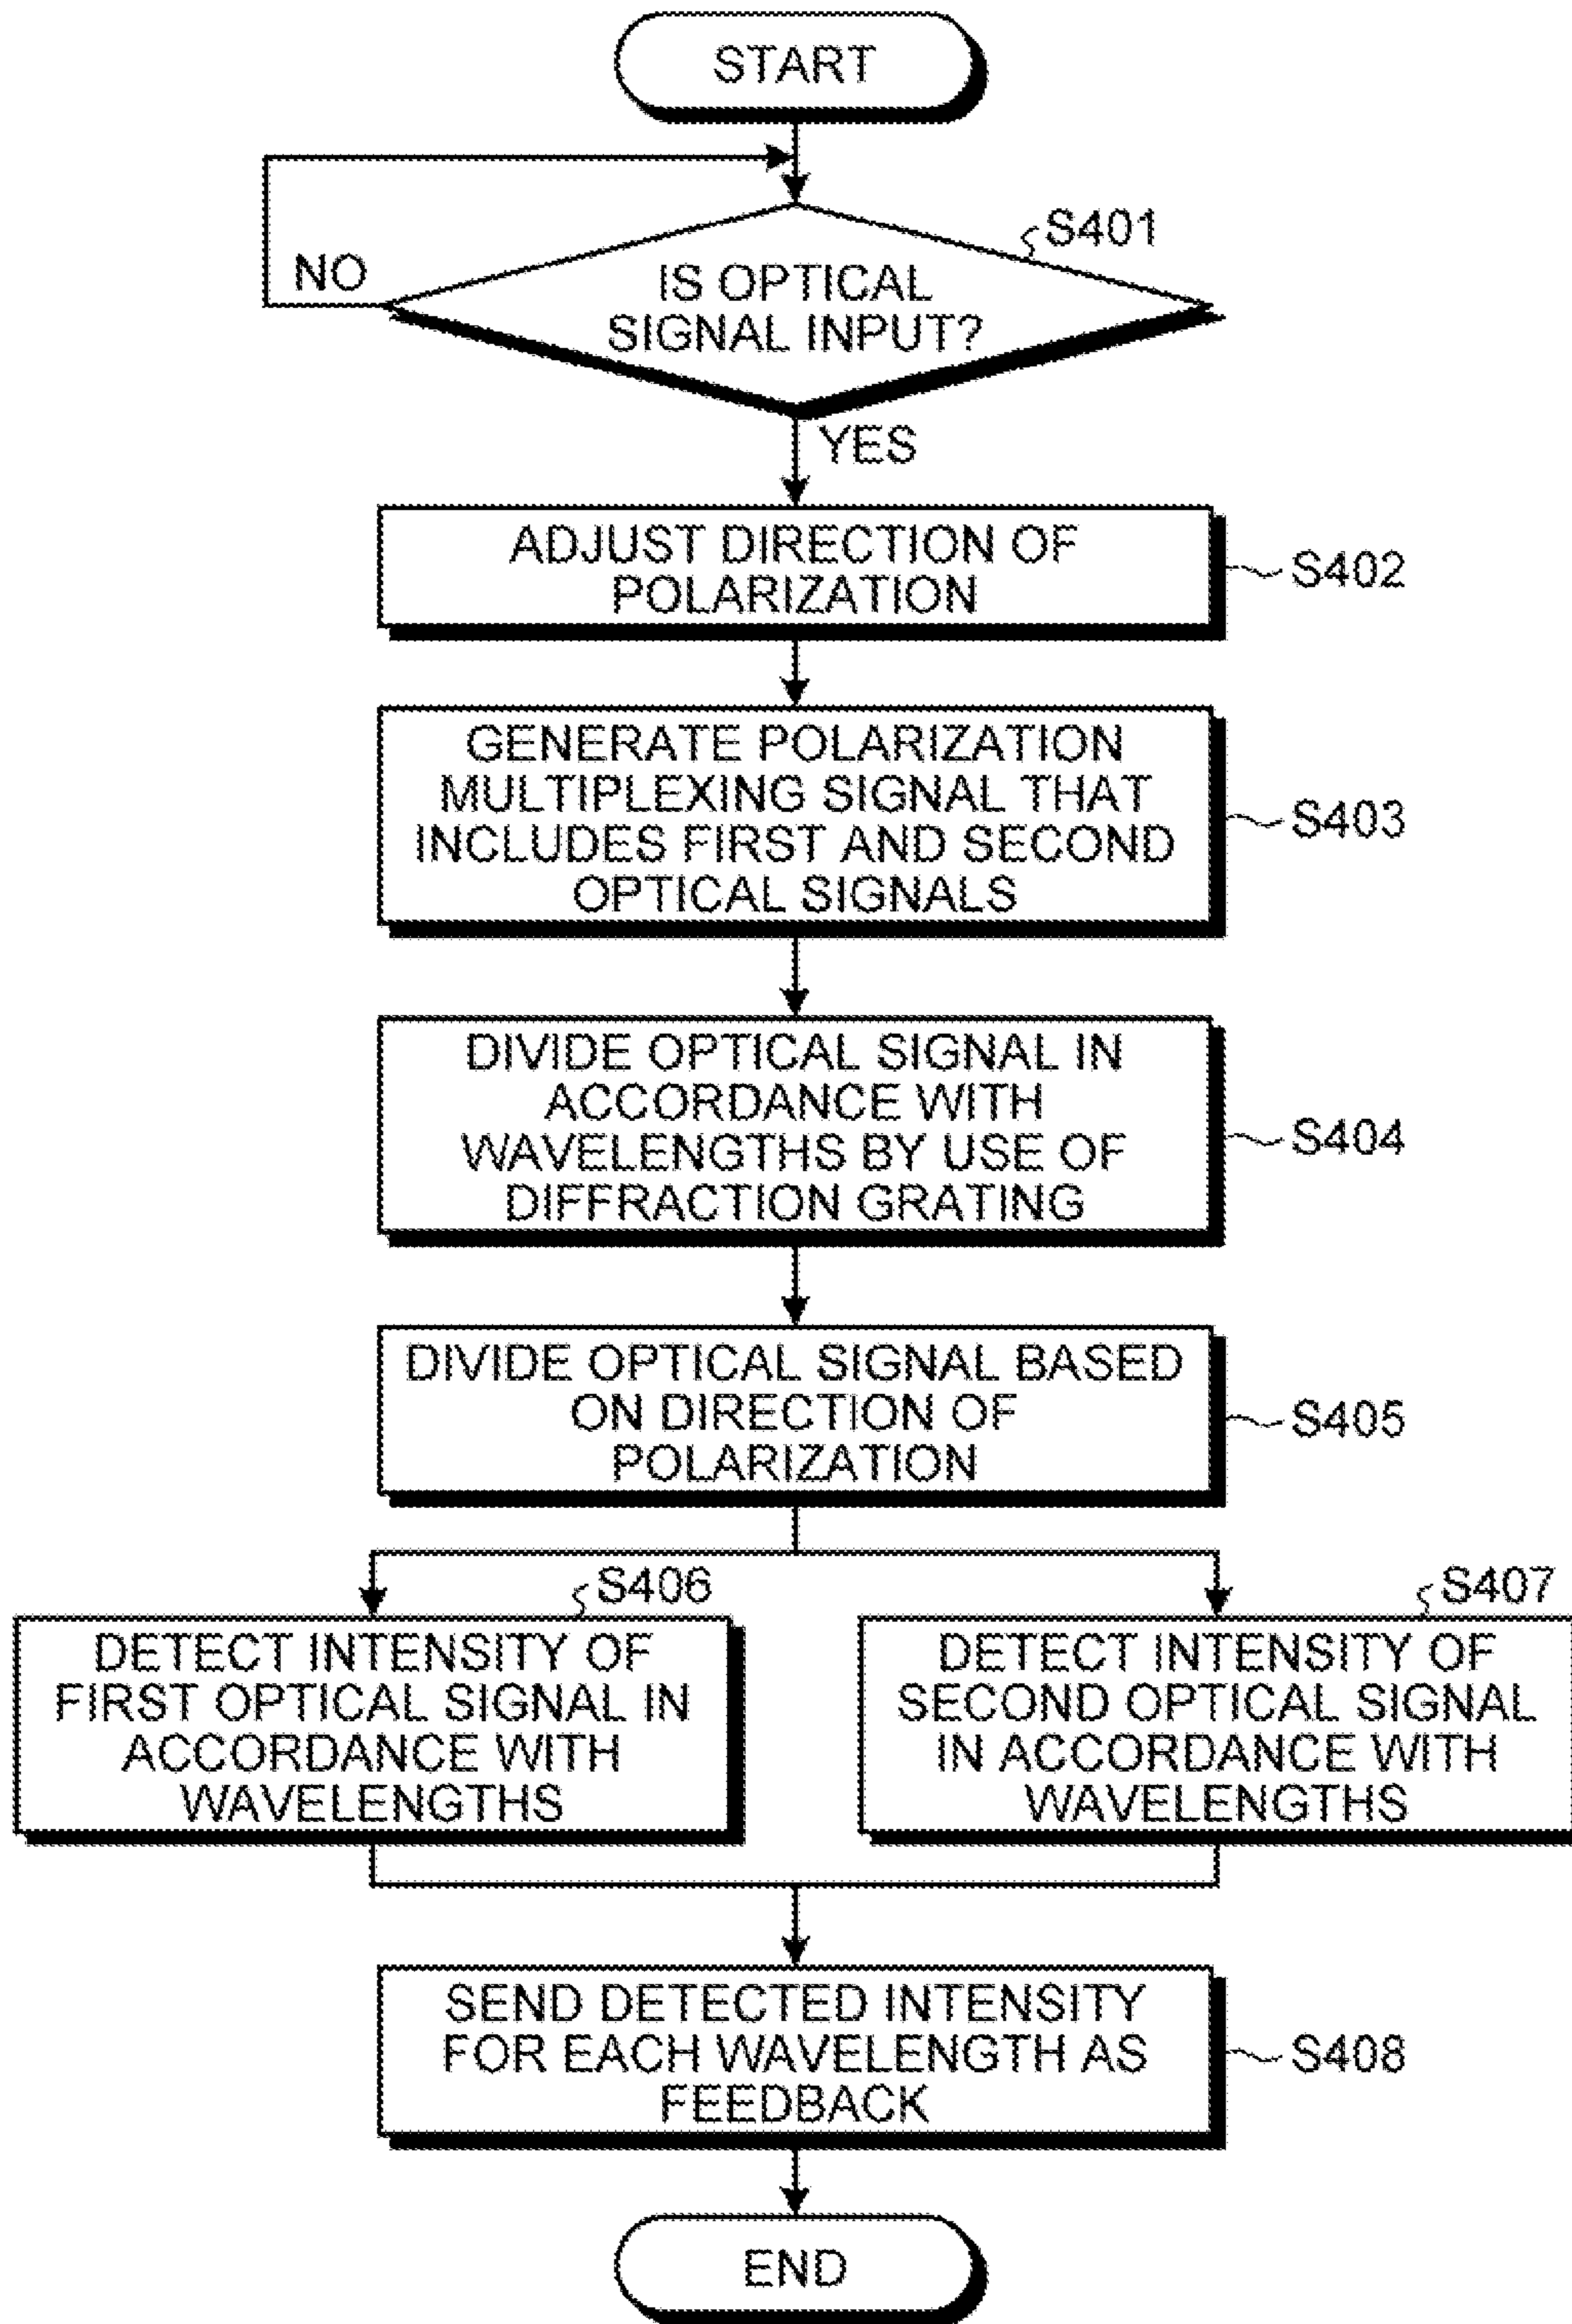 START
S401
NO
IS OPTICAL
SIGNAL INPUT?
YES
ADJUST DIRECTION OF
POLARIZATION
S402
GENERATE POLARIZATION
MULTIPLEXING SIGNAL THAT
INCLUDES FIRST AND SECOND
OPTICAL SIGNALS
S403
DIVIDE OPTICAL SIGNAL IN
ACCORDANCE WITH
WAVELENGTHS BY USE OF
DIFFRACTION GRATING
S404
DIVIDE OPTICAL SIGNAL BASED
ON DIRECTION OF
POLARIZATION
S405
S406
DETECT INTENSITY OF
FIRST OPTICAL SIGNAL IN
ACCORDANCE WITH
WAVELENGTHS
S407
DETECT INTENSITY OF
SECOND OPTICAL SIGNAL
IN ACCORDANCE WITH
WAVELENGTHS
SEND DETECTED INTENSITY
FOR EACH WAVELENGTH AS
FEEDBACK
S408
END